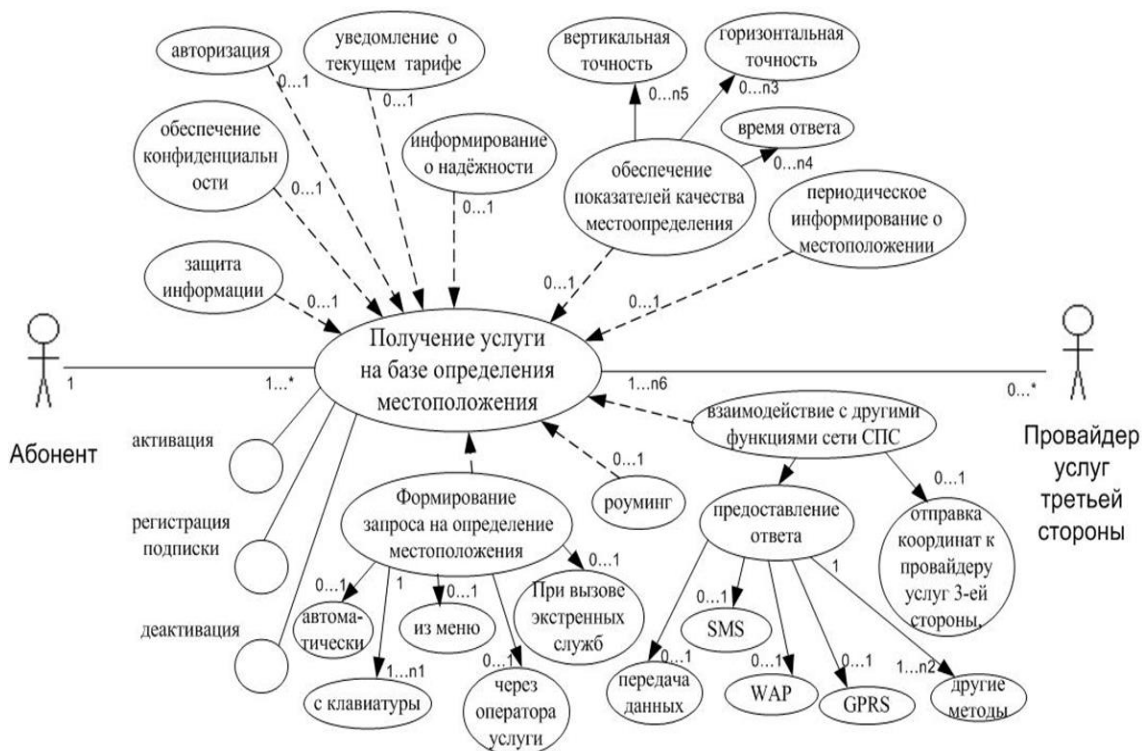 авторизация
0...1
уведомление о
текущем тарифе
0...1
вертикальная
точность
0...n5
горизонтальная
точность
0...n3
обеспечение
конфиденциальн
ости
0...1
информирование
о надёжности
0...1
время ответа
0...n4
обеспечение
показателей качества
местоопределения
0...1
периодическое
информирование о
местоположении
0...1
защита
информации
0...1
Получение услуги
на базе определения
местоположения
1
1...*
1...n6
0...*
Абонент
Провайдер
услуг
третьей
стороны
активация
регистрация
подписки
деактивация
взаимодействие с другими
функциями сети СПС
0...1
роуминг
0...1
Формирование
запроса на определение
местоположения
предоставление
ответа
отправка
координат к
провайдеру
услуг 3-ей
стороны,
0...1
автома-
тически
1
1...n1
с клавиатуры
0...1
из меню
0...1
через
оператора
услуги
0...1
При вызове
экстренных
служб
0...1
передача
данных
0...1
SMS
0...1
WAP
0...1
GPRS
1
1...n2
другие
методы